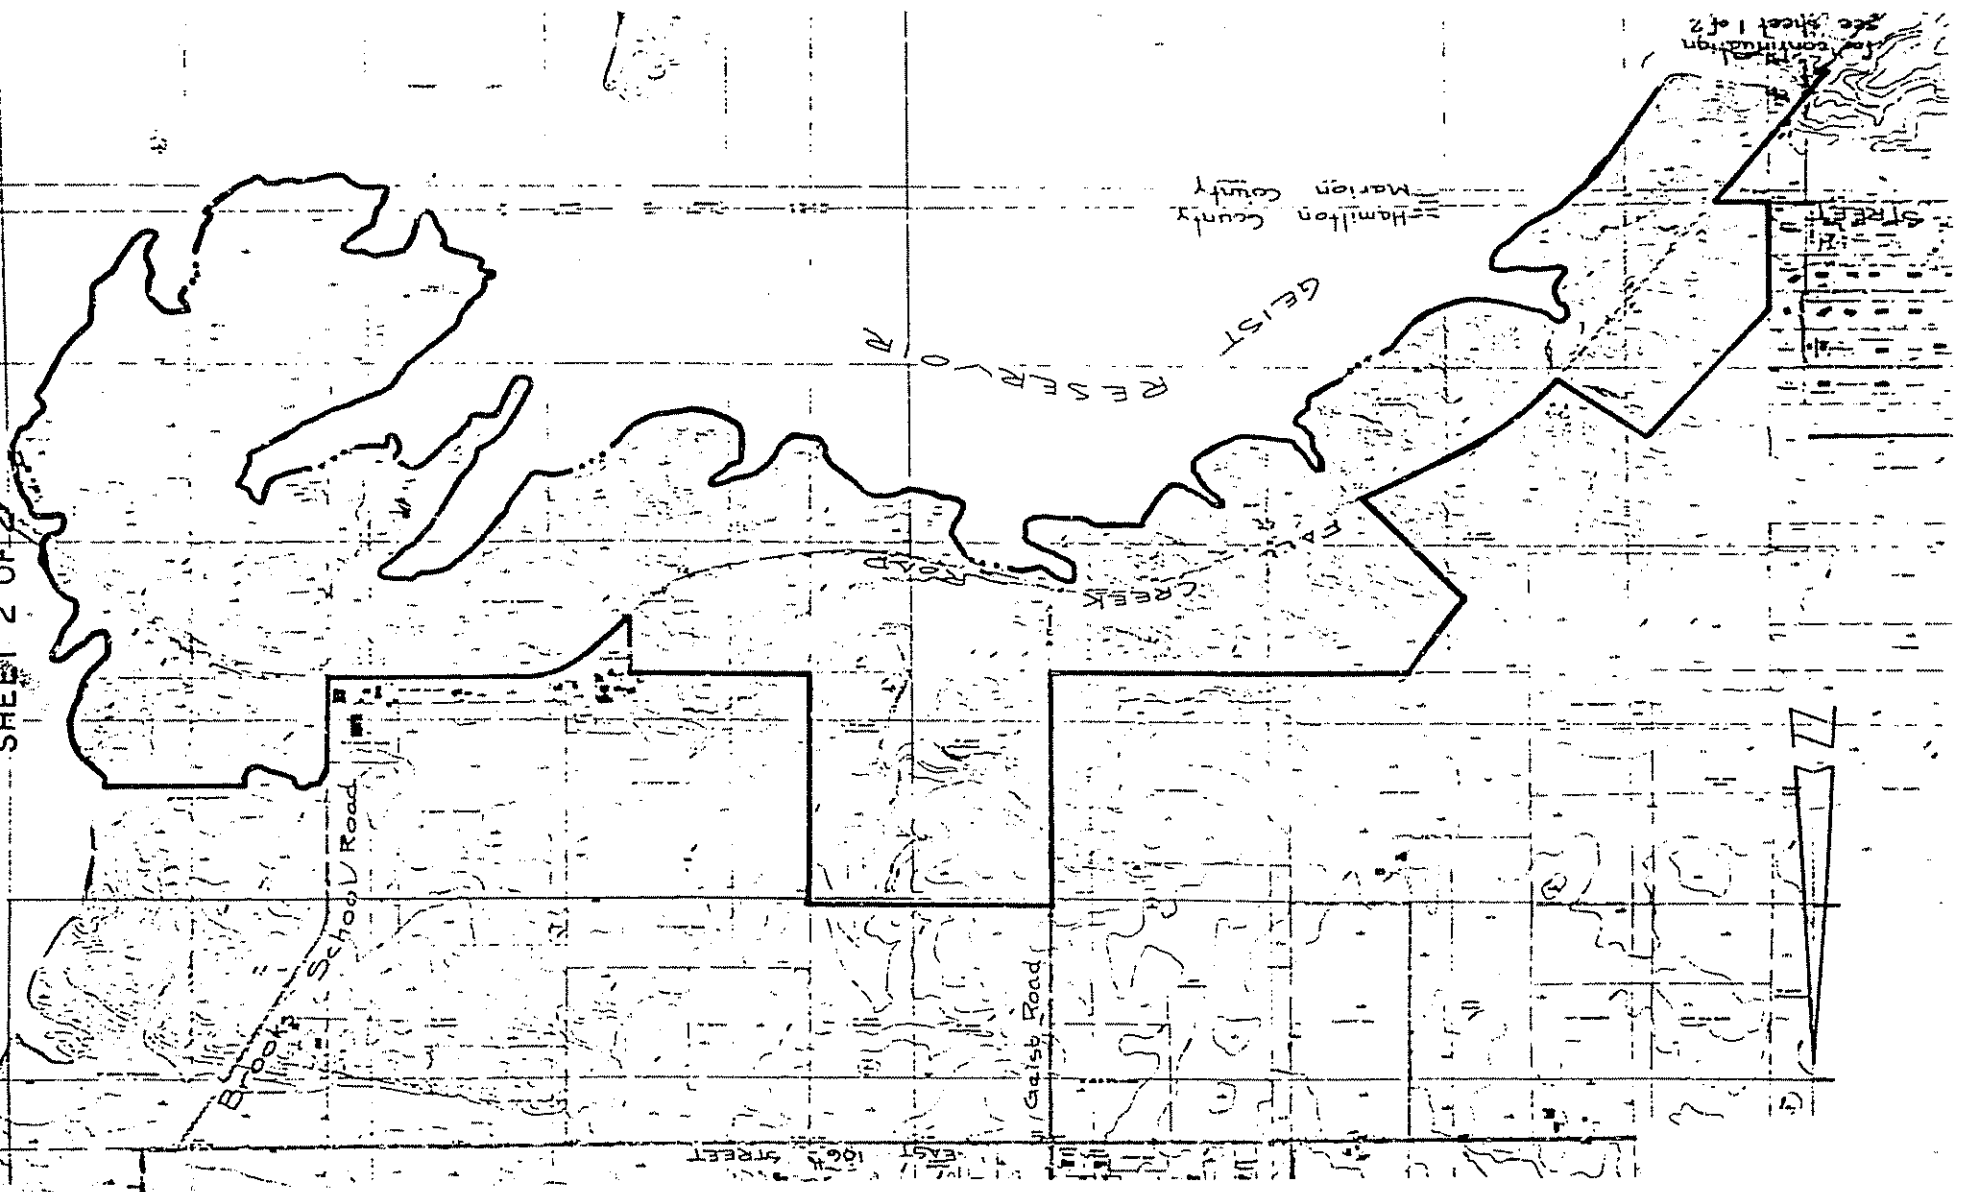 for continuation
see sheet 1 of 2
SHEET 2 OF 2
Marion County
Hamilton County
STREET
GEIST
RESERVOIR
FALL
CREEK
ROAD
Brooks School Road
Geist Road
EAST 106th STREET
N